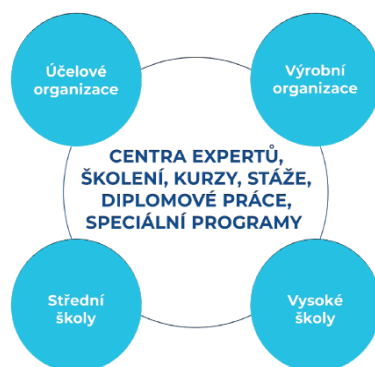 Účelové
organizace
Výrobní
organizace
CENTRA EXPERTŮ,
ŠKOLENÍ, KURZY, STÁŽE,
DIPLOMOVÉ PRÁCE,
SPECIÁLNÍ PROGRAMY
Střední
školy
Vysoké
školy